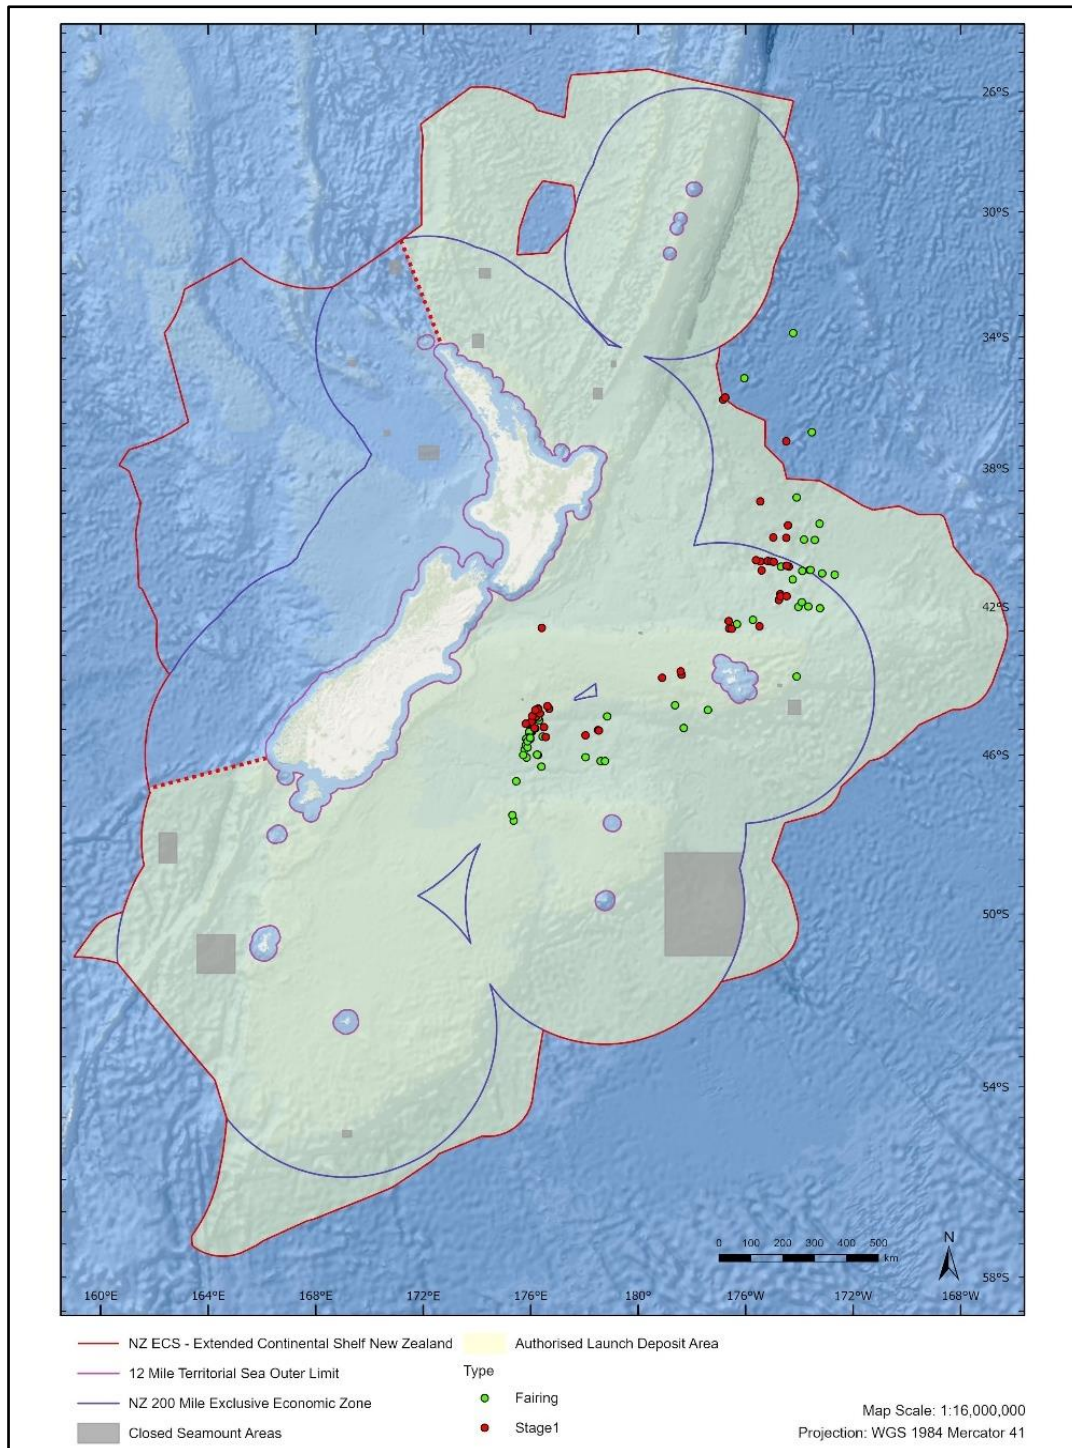 26°S
30°S
34°S
38°S
42°S
46°S
50°S
54°S
58°S
N
0 100 200 300 400 500
km
160°E 164°E 168°E 172°E 176°E 180° 176°W 172°W 168°W
NZ ECS - Extended Continental Shelf New Zealand
12 Mile Territorial Sea Outer Limit
NZ 200 Mile Exclusive Economic Zone
Closed Seamount Areas
Authorised Launch Deposit Area
Type
Fairing
Stage1
Map Scale: 1:16,000,000
Projection: WGS 1984 Mercator 41